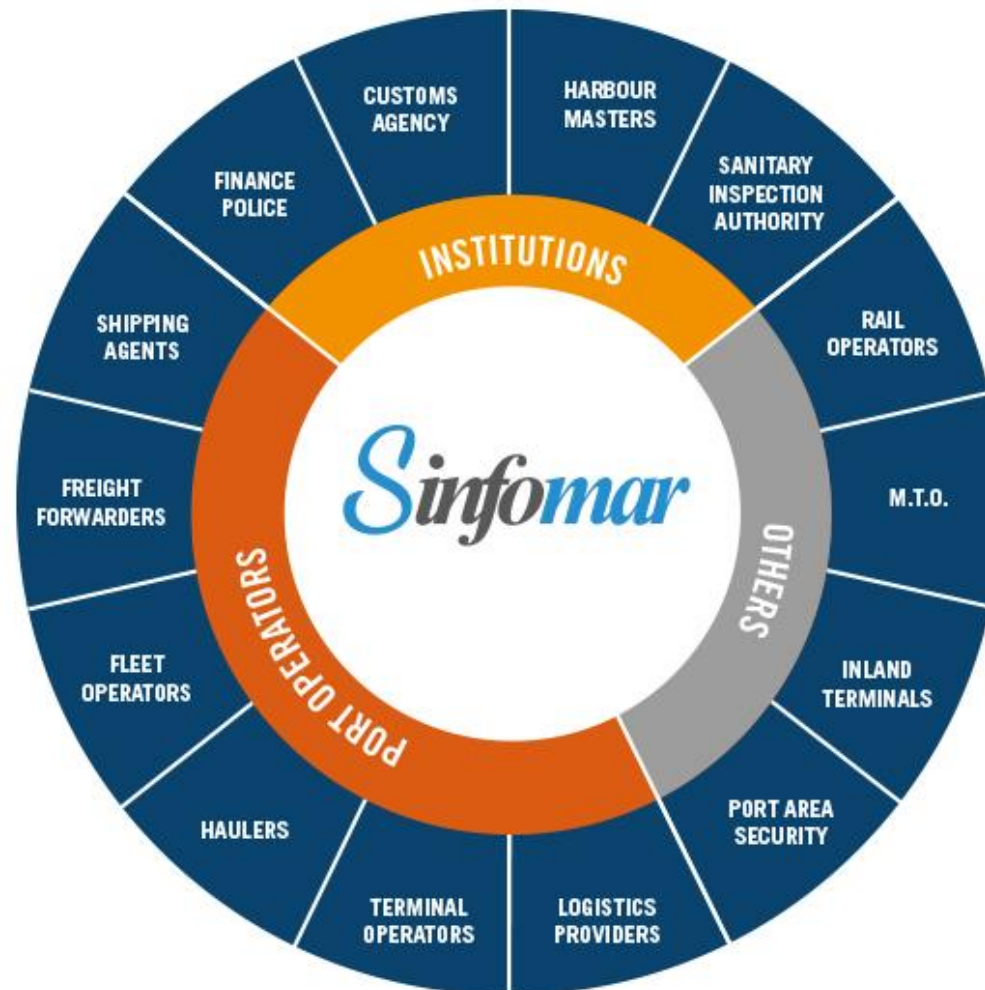 CUSTOMS
AGENCY
HARBOUR
MASTERS
SANITARY
INSPECTION
AUTHORITY
RAIL
OPERATORS
M.T.O.
INLAND
TERMINALS
PORT AREA
SECURITY
LOGISTICS
PROVIDERS
TERMINAL
OPERATORS
HAULERS
FLEET
OPERATORS
FREIGHT
FORWARDERS
SHIPPING
AGENTS
FINANCE
POLICE
INSTITUTIONS
OTHERS
PORT OPERATORS
Sinfomar